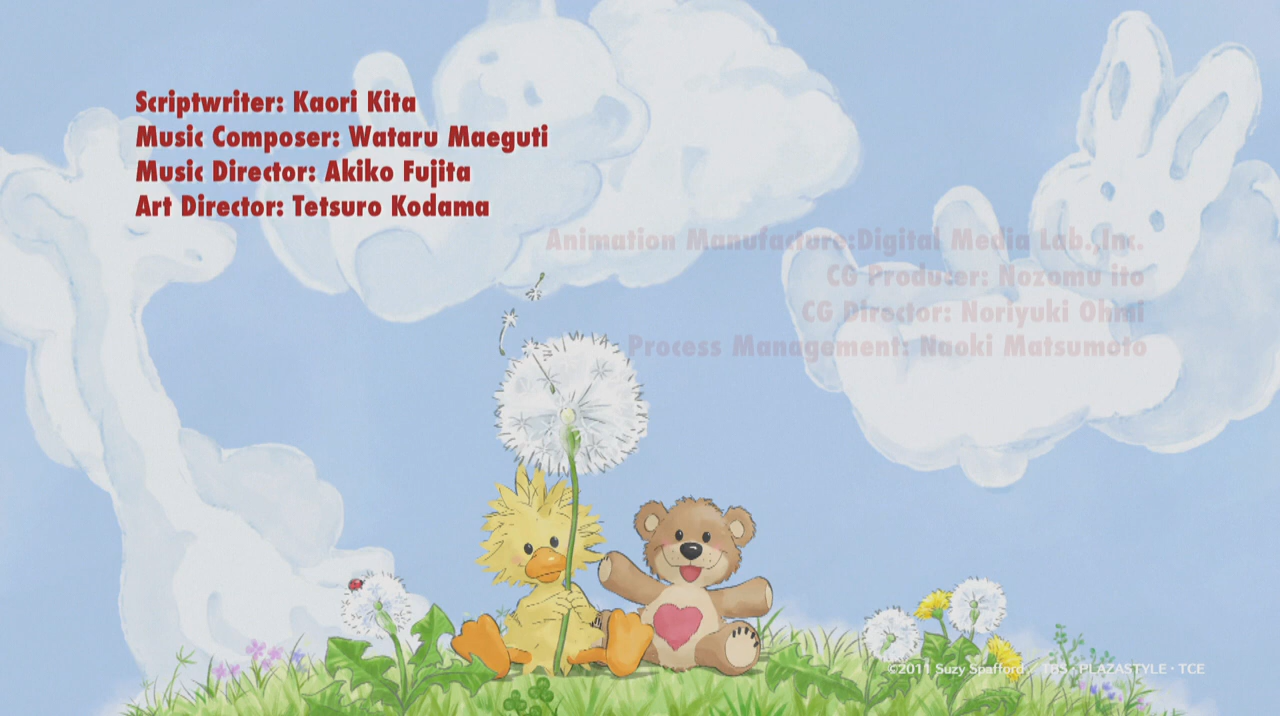 Scriptwriter: Kaori Kita
Music Composer: Wataru Maeguti
Music Director: Akiko Fujita
Art Director: Tetsuro Kodama
Animation Manufacture:Digital Media Lab.,Inc.
CG Producer: Nozomu ito
CG Director: Noriyuki Ohmi
Process Management: Naoki Matsumoto
©2011 Suzy Spafford / TBS · PLAZASTYLE · TCE